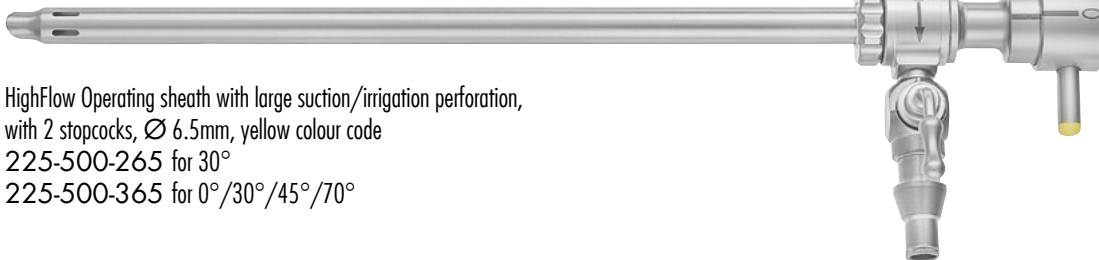 HighFlow Operating sheath with large suction/irrigation perforation,
with 2 stopcocks, Ø 6.5mm, yellow colour code
225-500-265 for 30°
225-500-365 for 0°/30°/45°/70°